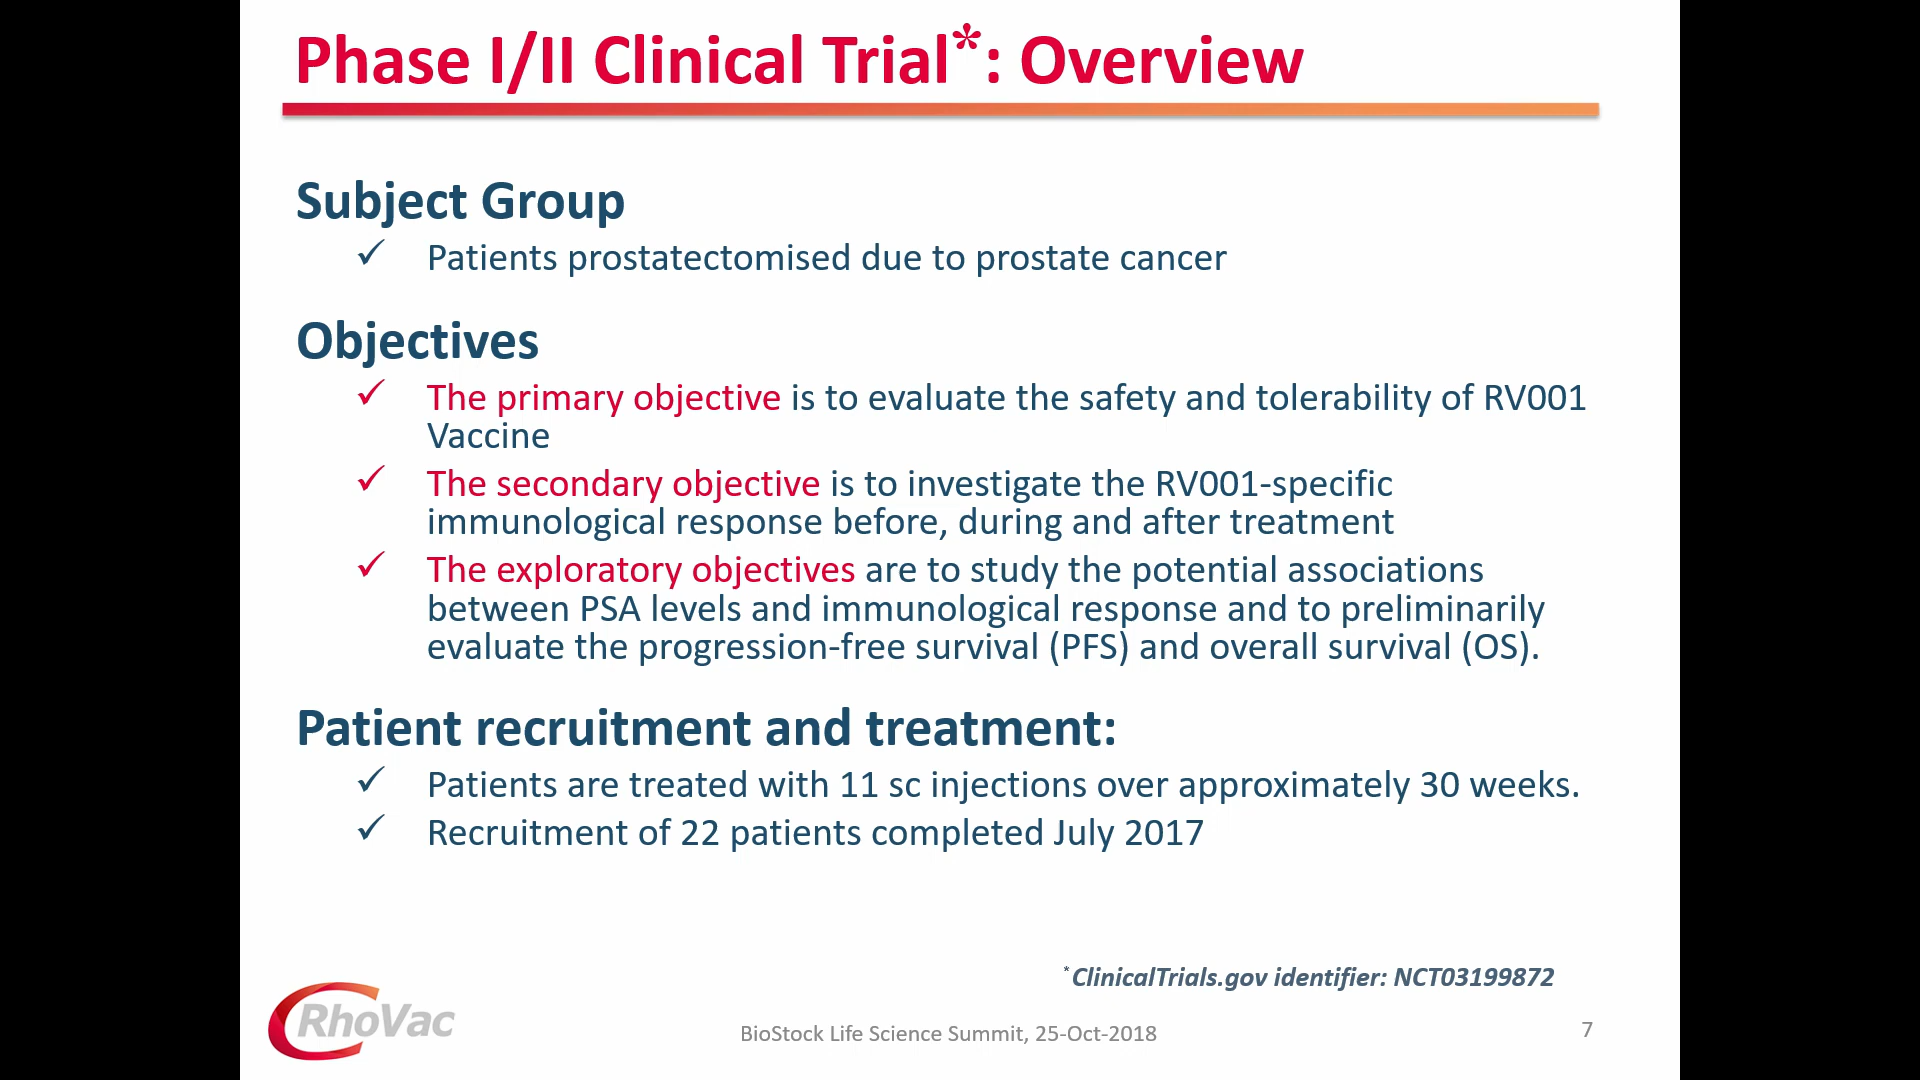 Phase I/II Clinical Trial*: Overview
Subject Group
✓ Patients prostatectomised due to prostate cancer
Objectives
✓ The primary objective is to evaluate the safety and tolerability of RV001
Vaccine
✓ The secondary objective is to investigate the RV001-specific
immunological response before, during and after treatment
✓ The exploratory objectives are to study the potential associations
between PSA levels and immunological response and to preliminarily
evaluate the progression-free survival (PFS) and overall survival (OS).
Patient recruitment and treatment:
✓ Patients are treated with 11 sc injections over approximately 30 weeks.
✓ Recruitment of 22 patients completed July 2017
*ClinicalTrials.gov identifier: NCT03199872
RhoVac
BioStock Life Science Summit, 25-Oct-2018
7